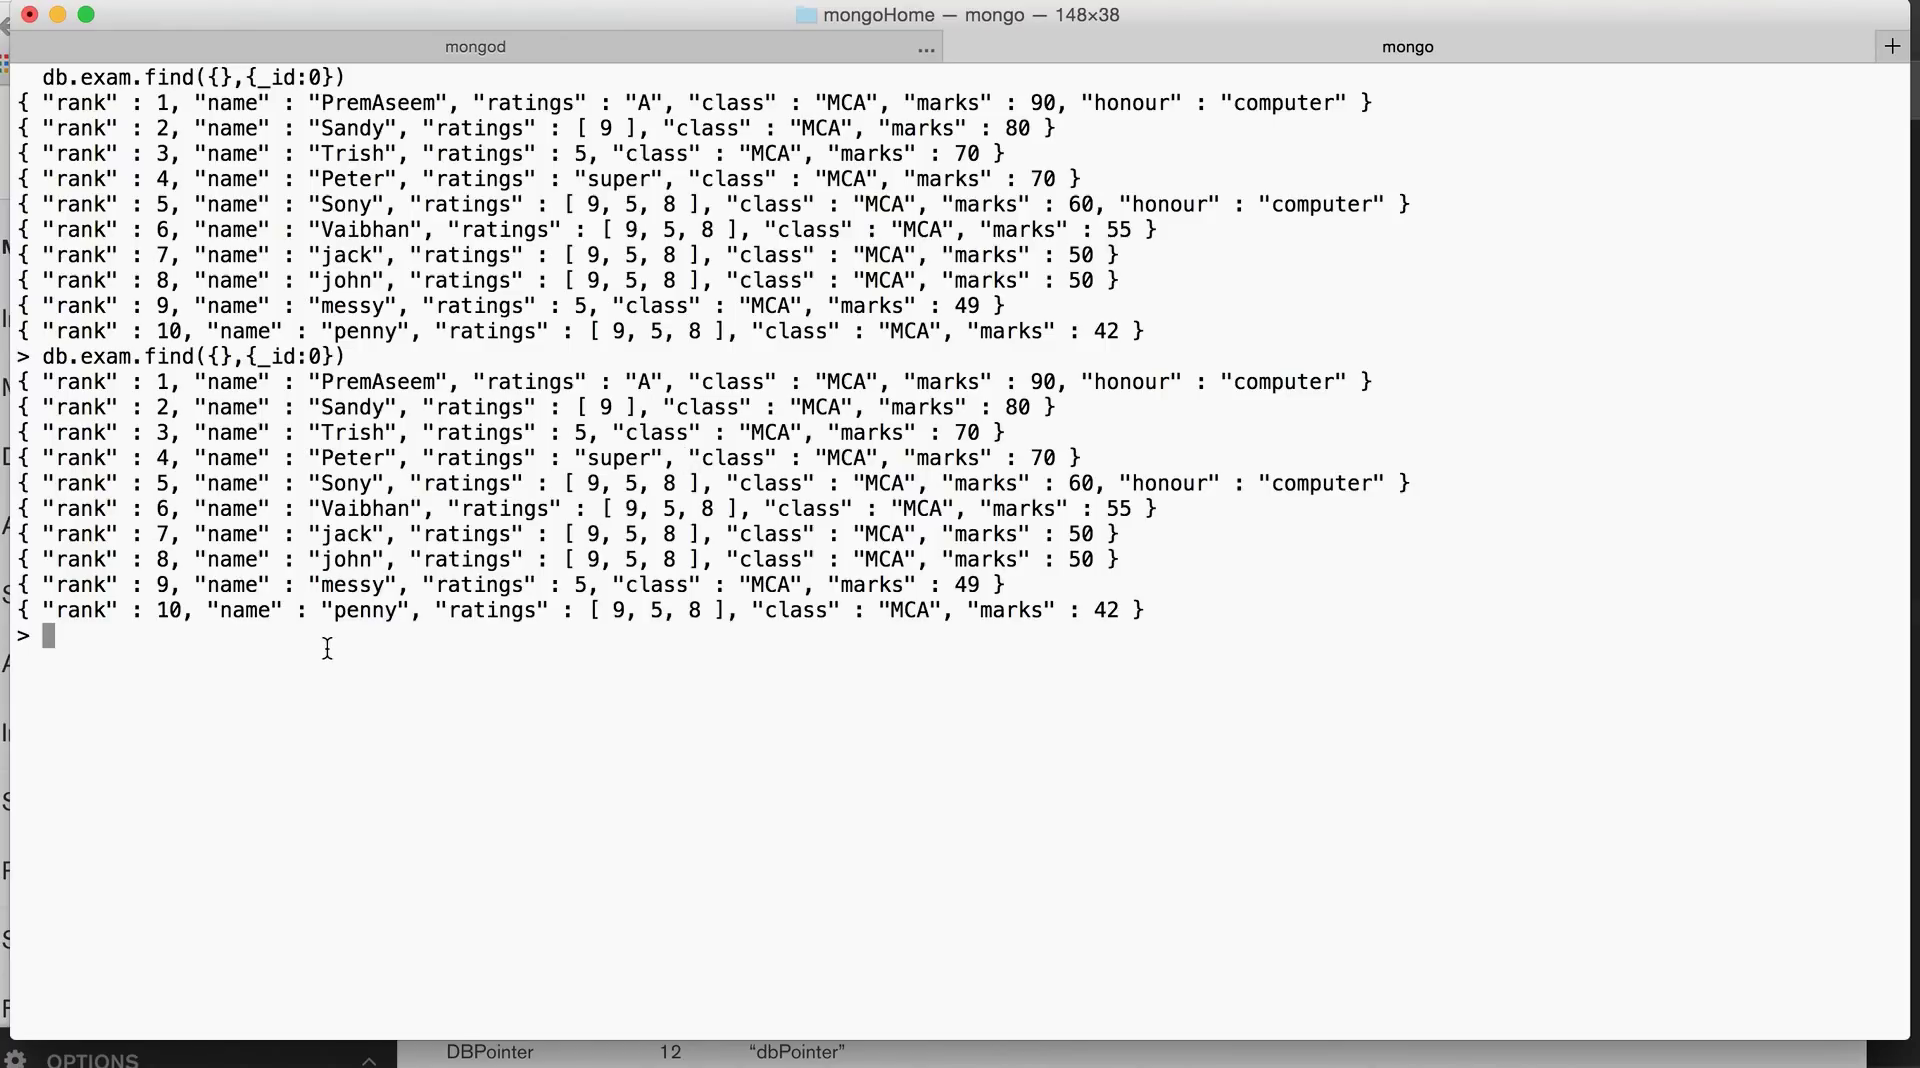 mongoHome — mongo — 148×38
mongod ... mongo +
db.exam.find({},{_id:0})
{ "rank" : 1, "name" : "PremAseem", "ratings" : "A", "class" : "MCA", "marks" : 90, "honour" : "computer" }
{ "rank" : 2, "name" : "Sandy", "ratings" : [ 9 ], "class" : "MCA", "marks" : 80 }
{ "rank" : 3, "name" : "Trish", "ratings" : 5, "class" : "MCA", "marks" : 70 }
{ "rank" : 4, "name" : "Peter", "ratings" : "super", "class" : "MCA", "marks" : 70 }
{ "rank" : 5, "name" : "Sony", "ratings" : [ 9, 5, 8 ], "class" : "MCA", "marks" : 60, "honour" : "computer" }
{ "rank" : 6, "name" : "Vaibhan", "ratings" : [ 9, 5, 8 ], "class" : "MCA", "marks" : 55 }
{ "rank" : 7, "name" : "jack", "ratings" : [ 9, 5, 8 ], "class" : "MCA", "marks" : 50 }
{ "rank" : 8, "name" : "john", "ratings" : [ 9, 5, 8 ], "class" : "MCA", "marks" : 50 }
{ "rank" : 9, "name" : "messy", "ratings" : 5, "class" : "MCA", "marks" : 49 }
{ "rank" : 10, "name" : "penny", "ratings" : [ 9, 5, 8 ], "class" : "MCA", "marks" : 42 }
> db.exam.find({},{_id:0})
{ "rank" : 1, "name" : "PremAseem", "ratings" : "A", "class" : "MCA", "marks" : 90, "honour" : "computer" }
{ "rank" : 2, "name" : "Sandy", "ratings" : [ 9 ], "class" : "MCA", "marks" : 80 }
{ "rank" : 3, "name" : "Trish", "ratings" : 5, "class" : "MCA", "marks" : 70 }
{ "rank" : 4, "name" : "Peter", "ratings" : "super", "class" : "MCA", "marks" : 70 }
{ "rank" : 5, "name" : "Sony", "ratings" : [ 9, 5, 8 ], "class" : "MCA", "marks" : 60, "honour" : "computer" }
{ "rank" : 6, "name" : "Vaibhan", "ratings" : [ 9, 5, 8 ], "class" : "MCA", "marks" : 55 }
{ "rank" : 7, "name" : "jack", "ratings" : [ 9, 5, 8 ], "class" : "MCA", "marks" : 50 }
{ "rank" : 8, "name" : "john", "ratings" : [ 9, 5, 8 ], "class" : "MCA", "marks" : 50 }
{ "rank" : 9, "name" : "messy", "ratings" : 5, "class" : "MCA", "marks" : 49 }
{ "rank" : 10, "name" : "penny", "ratings" : [ 9, 5, 8 ], "class" : "MCA", "marks" : 42 }
>
OPTIONS
DBPointer 12 “dbPointer”